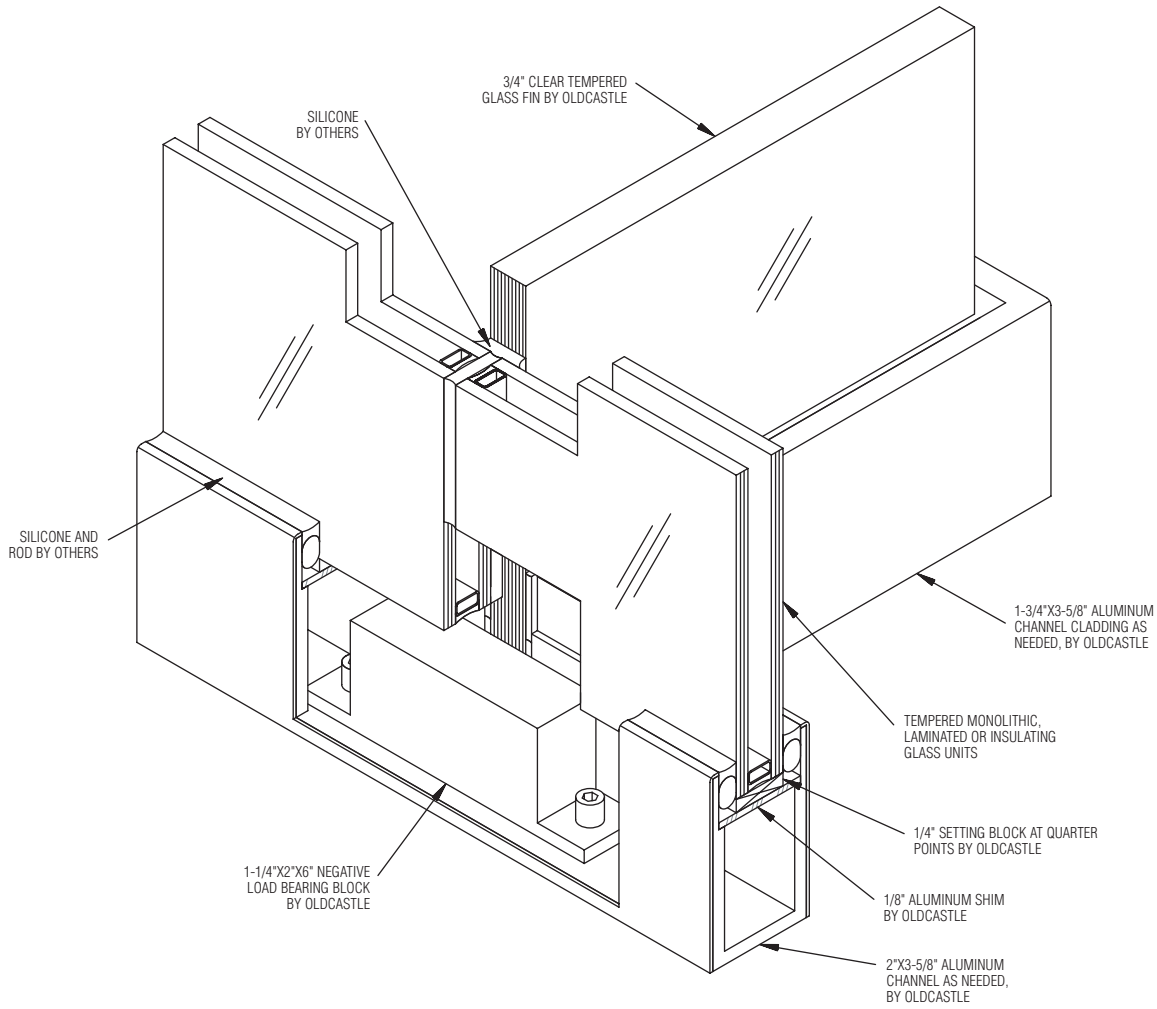 3/4" CLEAR TEMPERED
GLASS FIN BY OLDCASTLE
SILICONE
BY OTHERS
SILICONE AND
ROD BY OTHERS
1-3/4"X3-5/8" ALUMINUM
CHANNEL CLADDING AS
NEEDED, BY OLDCASTLE
TEMPERED MONOLITHIC,
LAMINATED OR INSULATING
GLASS UNITS
1/4" SETTING BLOCK AT QUARTER
POINTS BY OLDCASTLE
1-1/4"X2"X6" NEGATIVE
LOAD BEARING BLOCK
BY OLDCASTLE
1/8" ALUMINUM SHIM
BY OLDCASTLE
2"X3-5/8" ALUMINUM
CHANNEL AS NEEDED,
BY OLDCASTLE